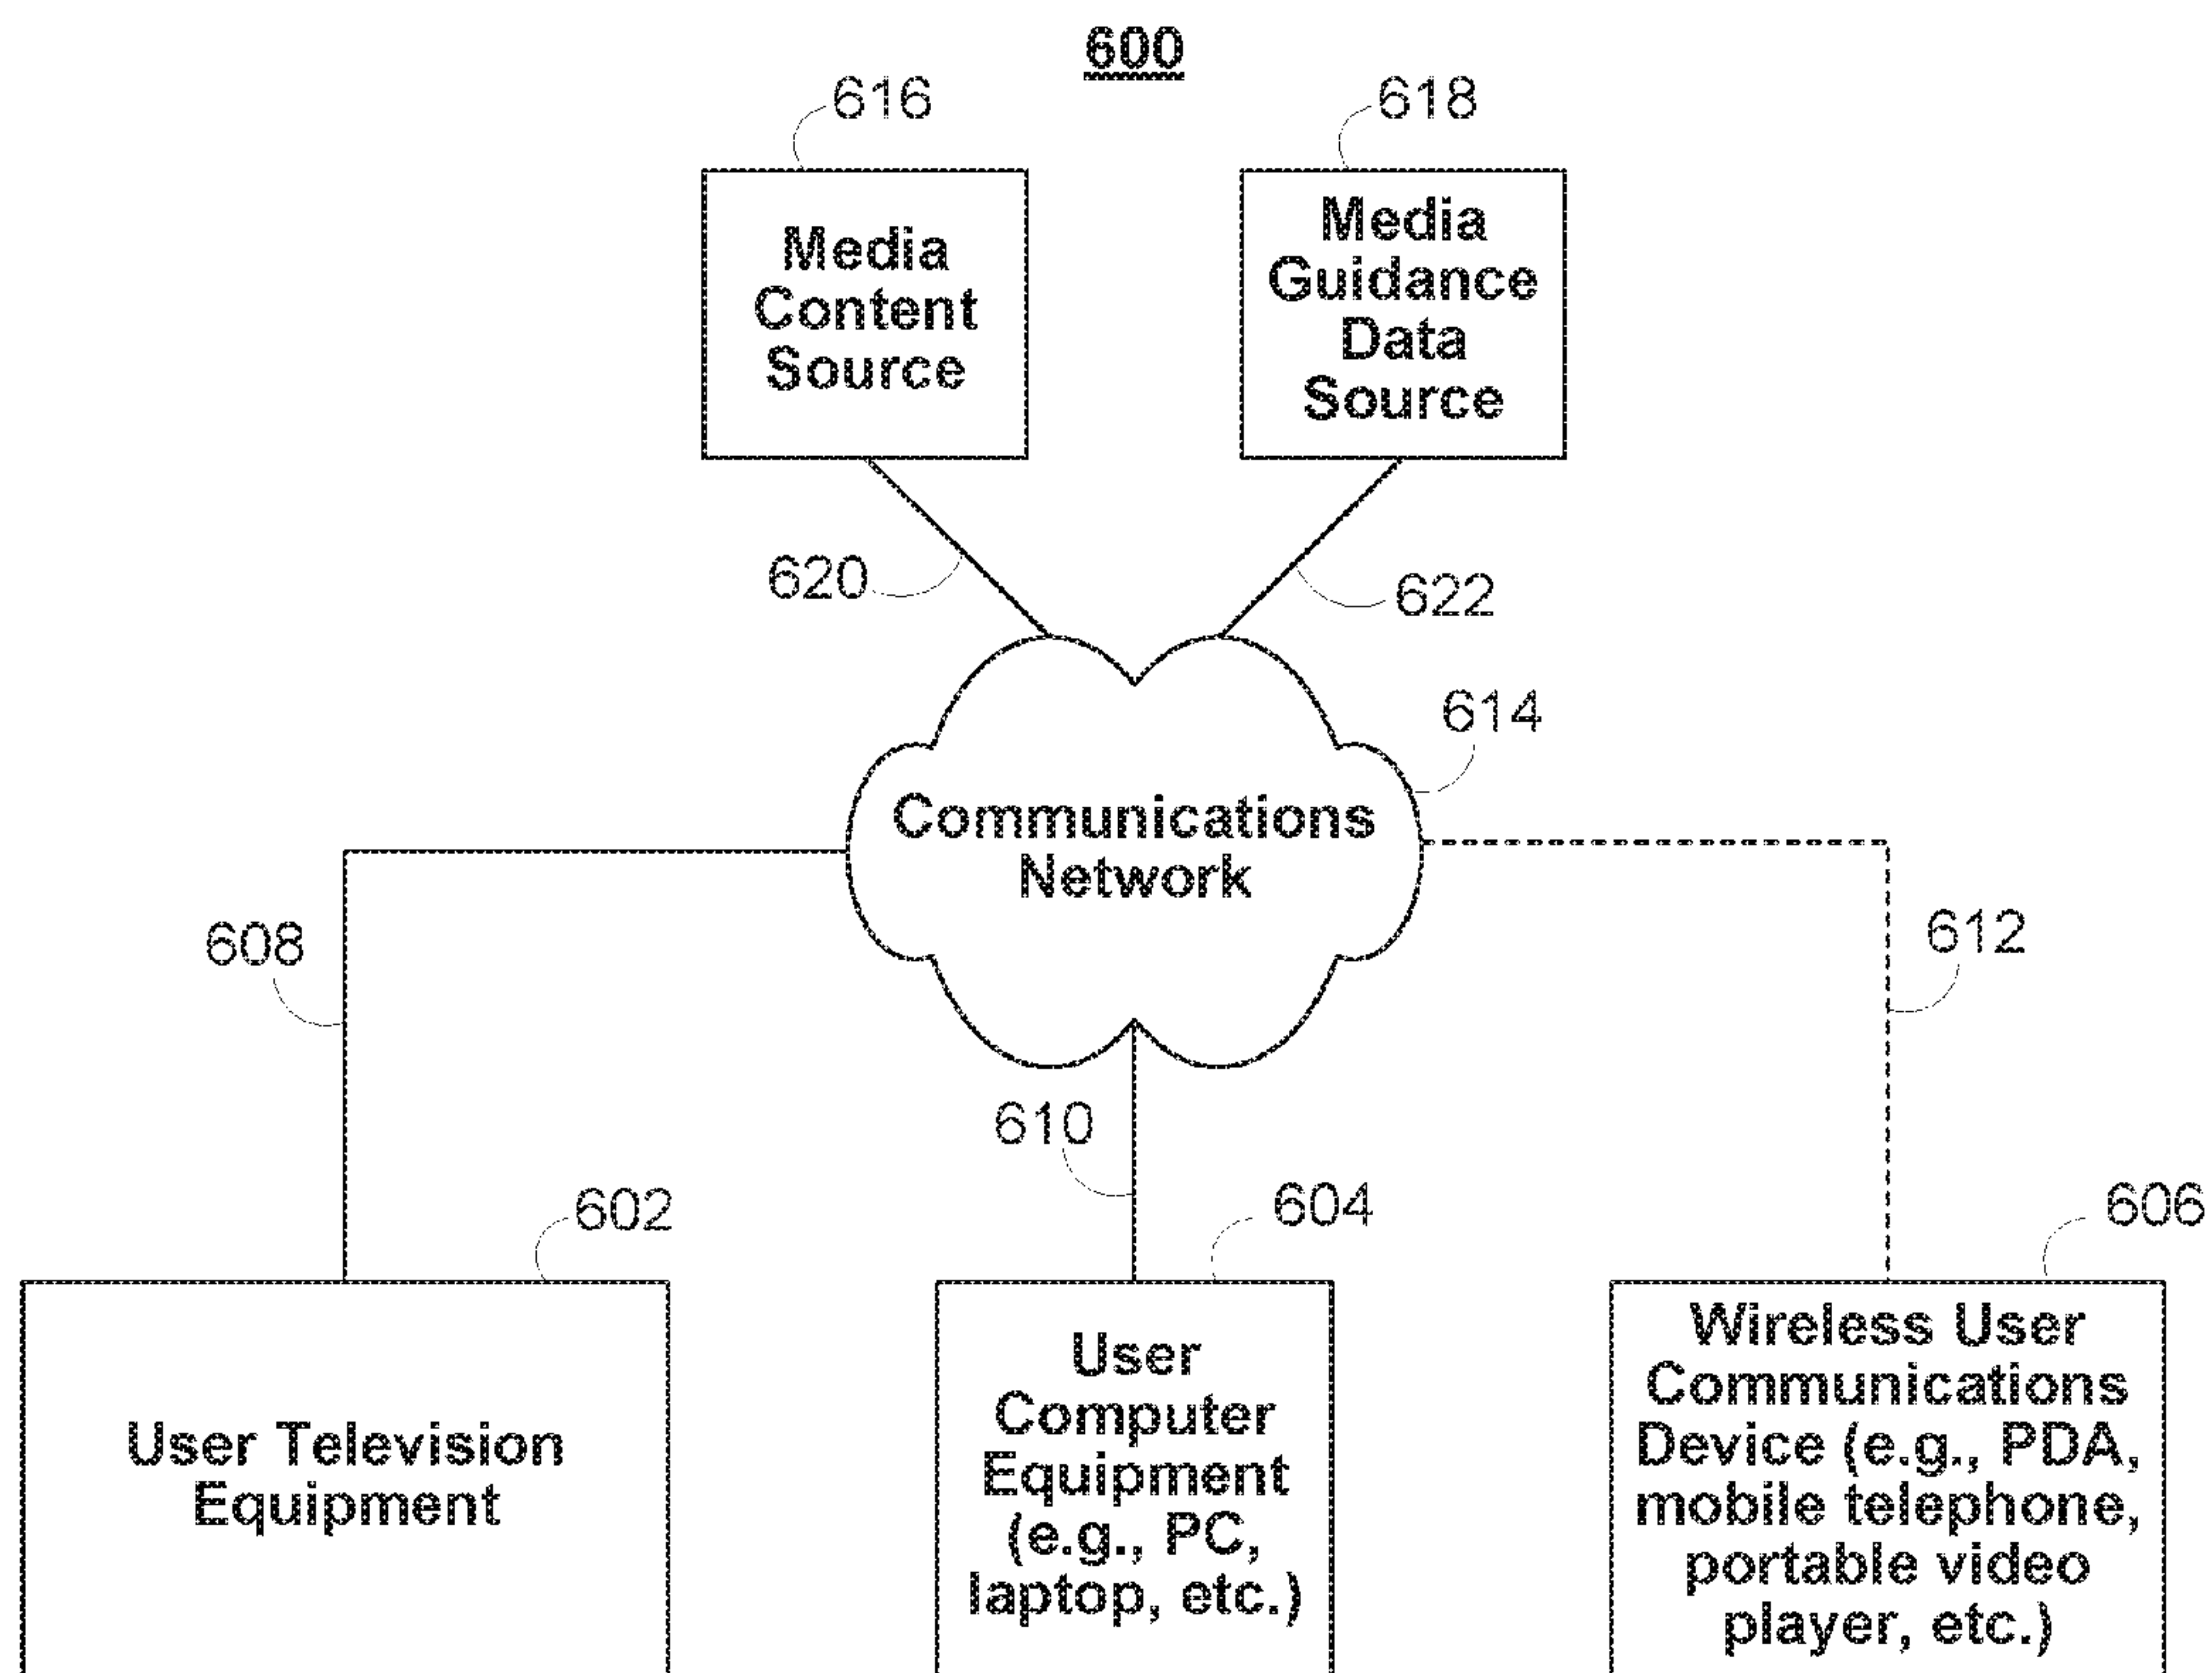 600
616
618
Media
Content
Source
Media
Guidance
Data
Source
620
622
614
Communications
Network
608
612
610
602
604
606
User Television
Equipment
User
Computer
Equipment
(e.g., PC,
laptop, etc.)
Wireless User
Communications
Device (e.g., PDA,
mobile telephone,
portable video
player, etc.)